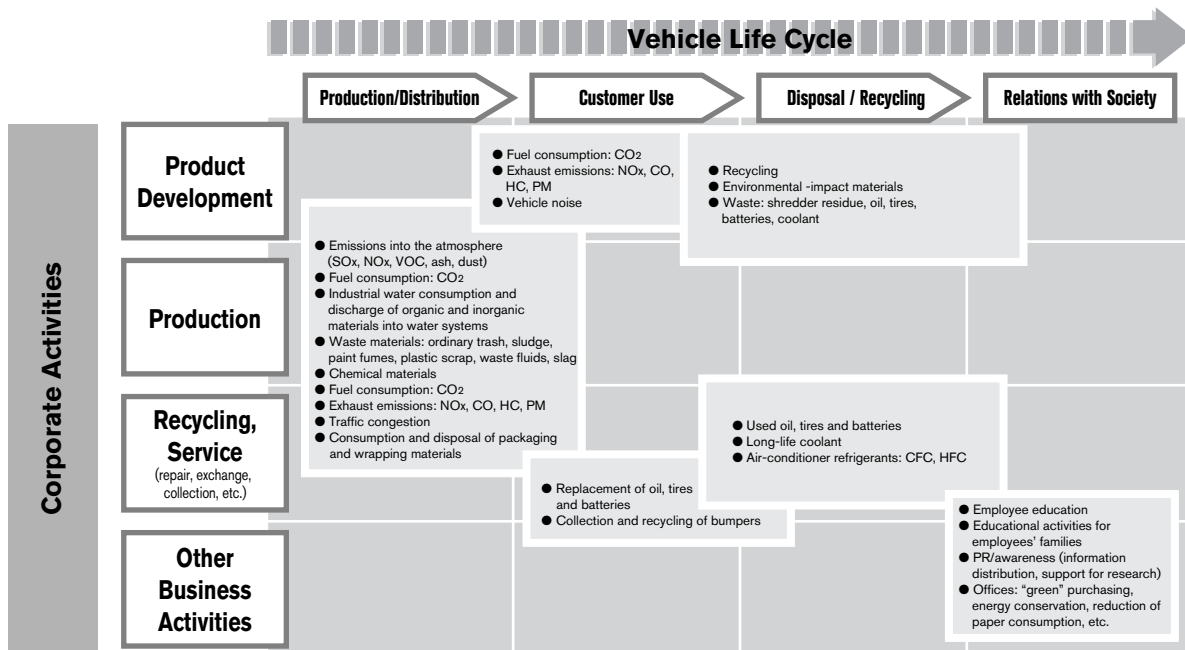 Vehicle Life Cycle
Production/Distribution
Customer Use
Disposal / Recycling
Relations with Society
Corporate Activities
Product
Development
● Fuel consumption: CO2
● Exhaust emissions: NOx, CO,
HC, PM
● Vehicle noise
● Recycling
● Environmental -impact materials
● Waste: shredder residue, oil, tires,
batteries, coolant
Production
● Emissions into the atmosphere
(SOx, NOx, VOC, ash, dust)
● Fuel consumption: CO2
● Industrial water consumption and
discharge of organic and inorganic
materials into water systems
● Waste materials: ordinary trash, sludge,
paint fumes, plastic scrap, waste fluids, slag
● Chemical materials
● Fuel consumption: CO2
● Exhaust emissions: NOx, CO, HC, PM
● Traffic congestion
● Consumption and disposal of packaging
and wrapping materials
Recycling,
Service
(repair, exchange,
collection, etc.)
● Used oil, tires and batteries
● Long-life coolant
● Air-conditioner refrigerants: CFC, HFC
● Replacement of oil, tires
and batteries
● Collection and recycling of bumpers
Other
Business
Activities
● Employee education
● Educational activities for
employees' families
● PR/awareness (information
distribution, support for research)
● Offices: “green” purchasing,
energy conservation, reduction of
paper consumption, etc.